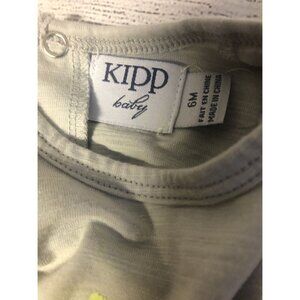 KIPP
baby
6M
FAIT EN CHINE
MADE IN CHINA